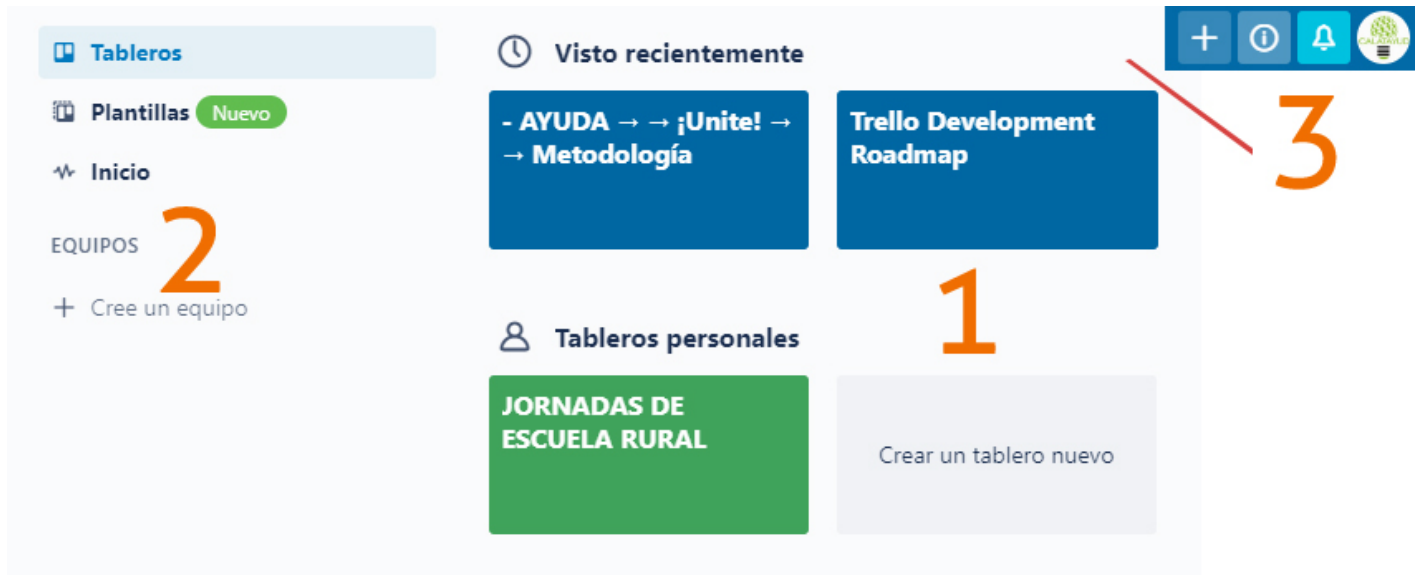 Tableros
Plantillas Nuevo
Inicio
EQUIPOS
2
+ Cree un equipo
Visto recientemente
- AYUDA → → ¡Unite! →
→ Metodología
Trello Development
Roadmap
1
Tableros personales
JORNADAS DE
ESCUELA RURAL
Crear un tablero nuevo
CALATAYUD
3